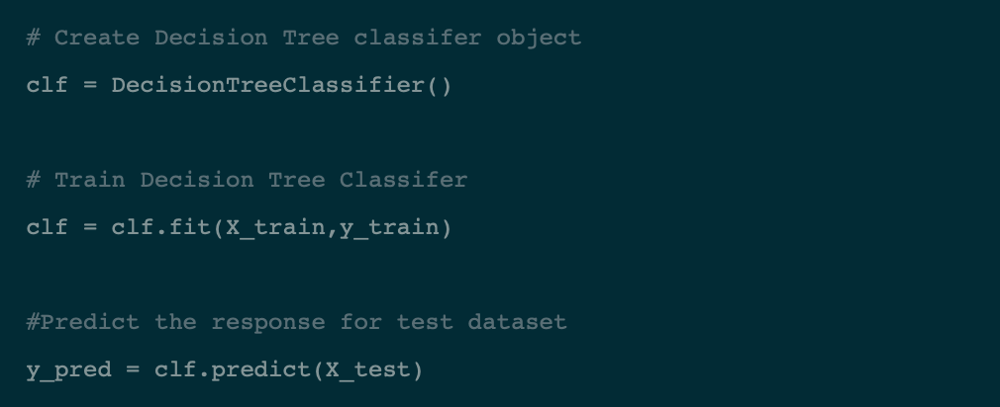 # Create Decision Tree classifer object
clf = DecisionTreeClassifier()
# Train Decision Tree Classifer
clf = clf.fit(X_train,y_train)
#Predict the response for test dataset
y_pred = clf.predict(X_test)